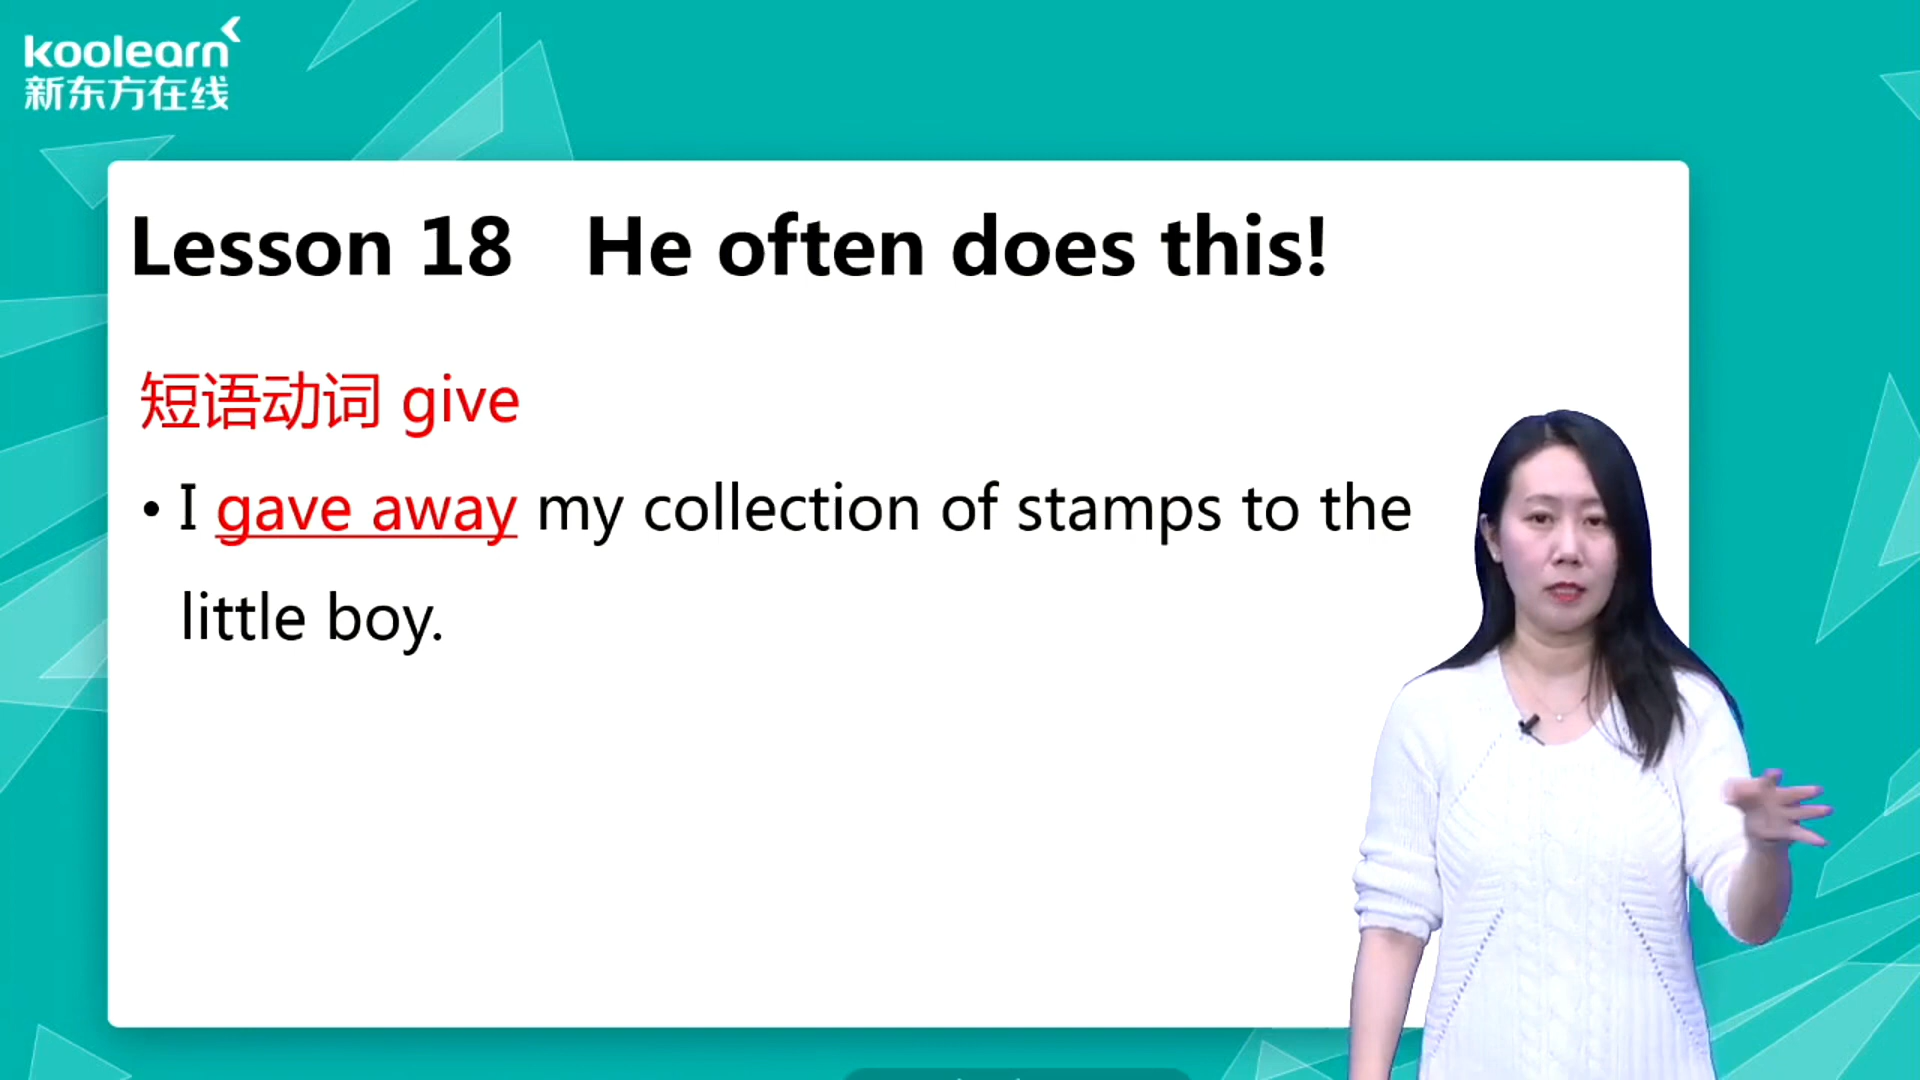 koolearn
新东方在线
Lesson 18 He often does this!
短语动词 give
• I gave away my collection of stamps to the
little boy.